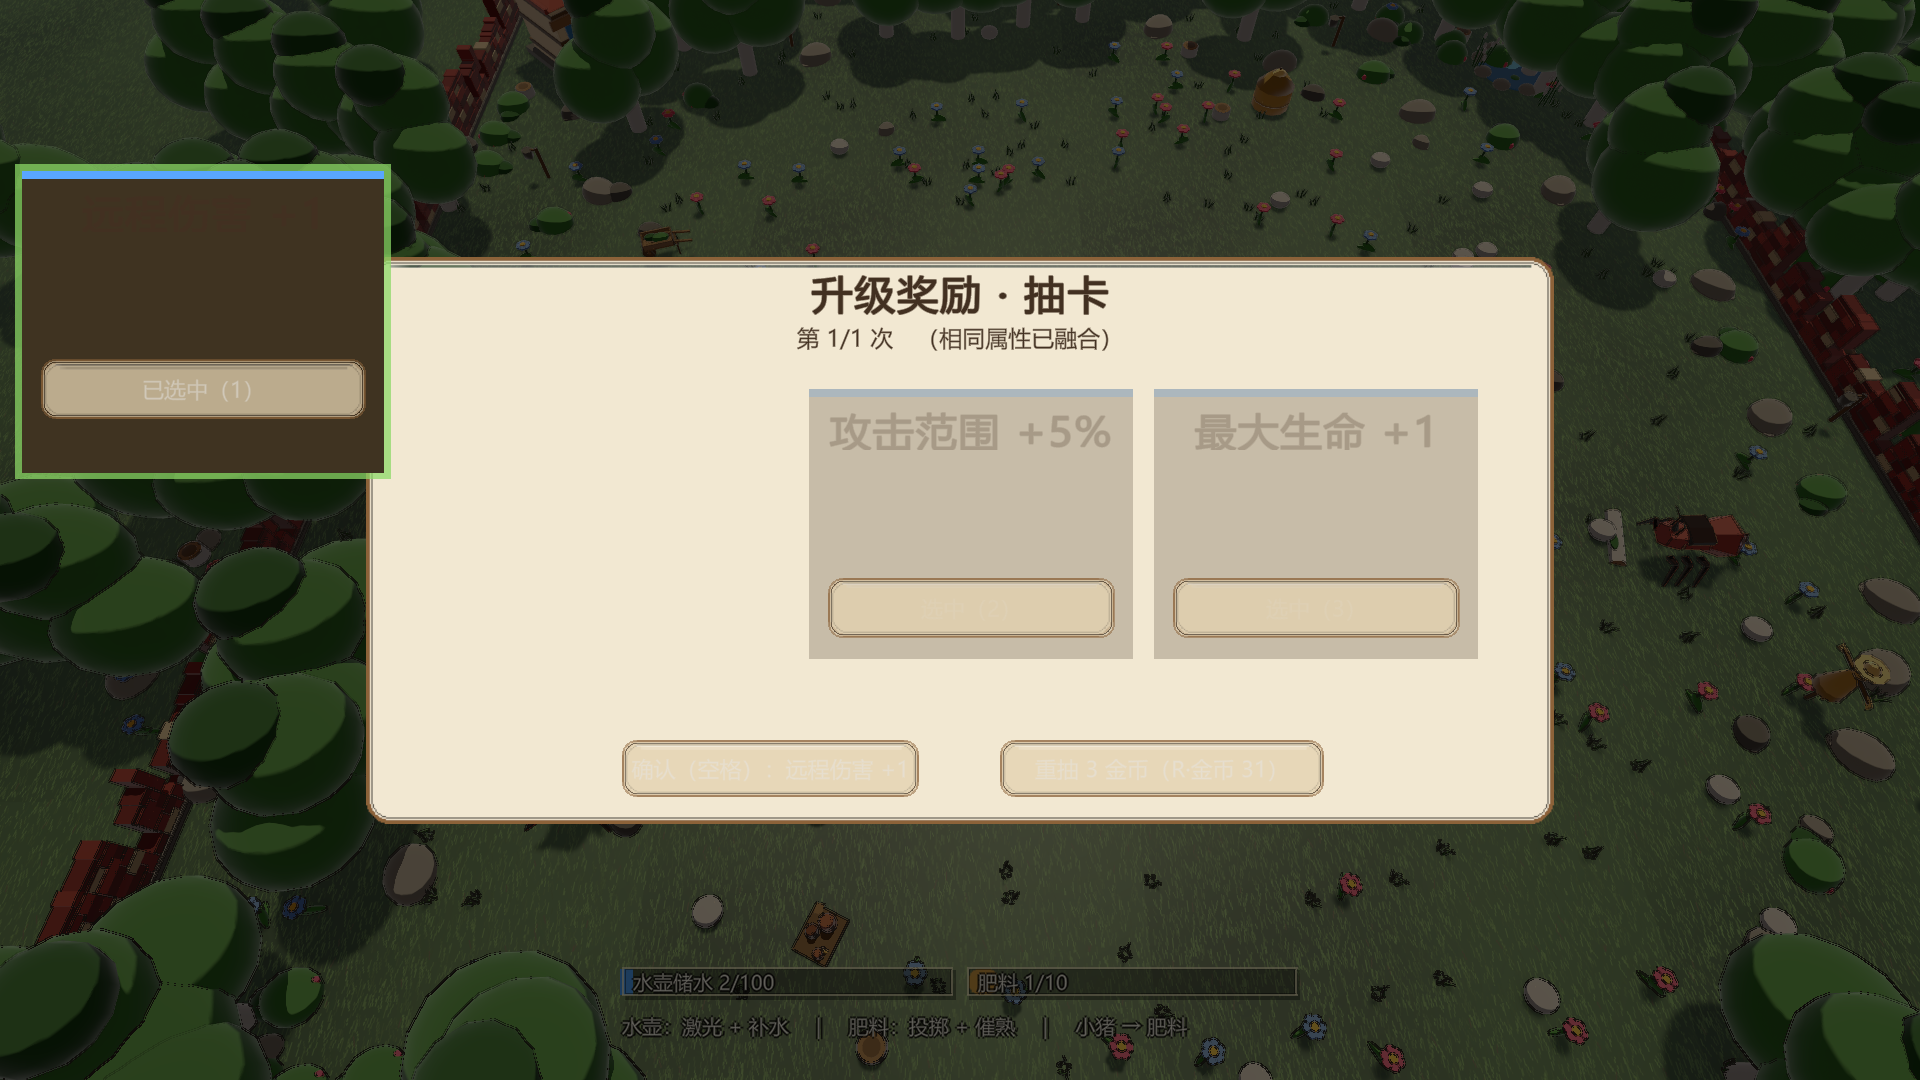 升级奖励 · 抽卡
第 1/1 次 （相同属性已融合）
已选中（1）
攻击范围 +5%
最大生命 +1
确认（空格）：远程伤害 +1
重抽 3 金币（R·金币 31）
水壶储水 2/100
肥料 1/10
水壶：激光 + 补水 | 肥料：投掷 + 催熟 | 小猪 → 肥料